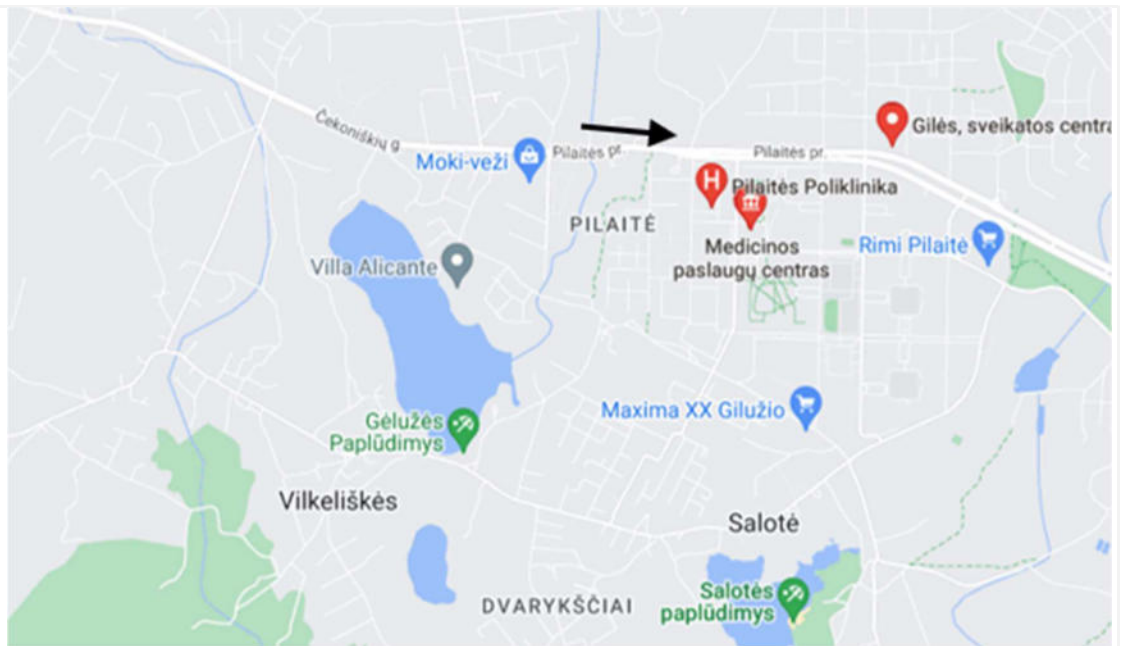 Čekoniškių g.
Moki-veži
Pilaitės pr.
Pilaitės pr.
Gilės, sveikatos centra
Pilaitės Poliklinika
PILAITĖ
Medicinos
paslaugų centras
Rimi Pilaitė
Villa Alicante
Maxima XX Gilužio
Gėlužės
Paplūdimys
Vilkeliškės
Salotė
Salotės
paplūdimys
DVARYKŠČIAI
H